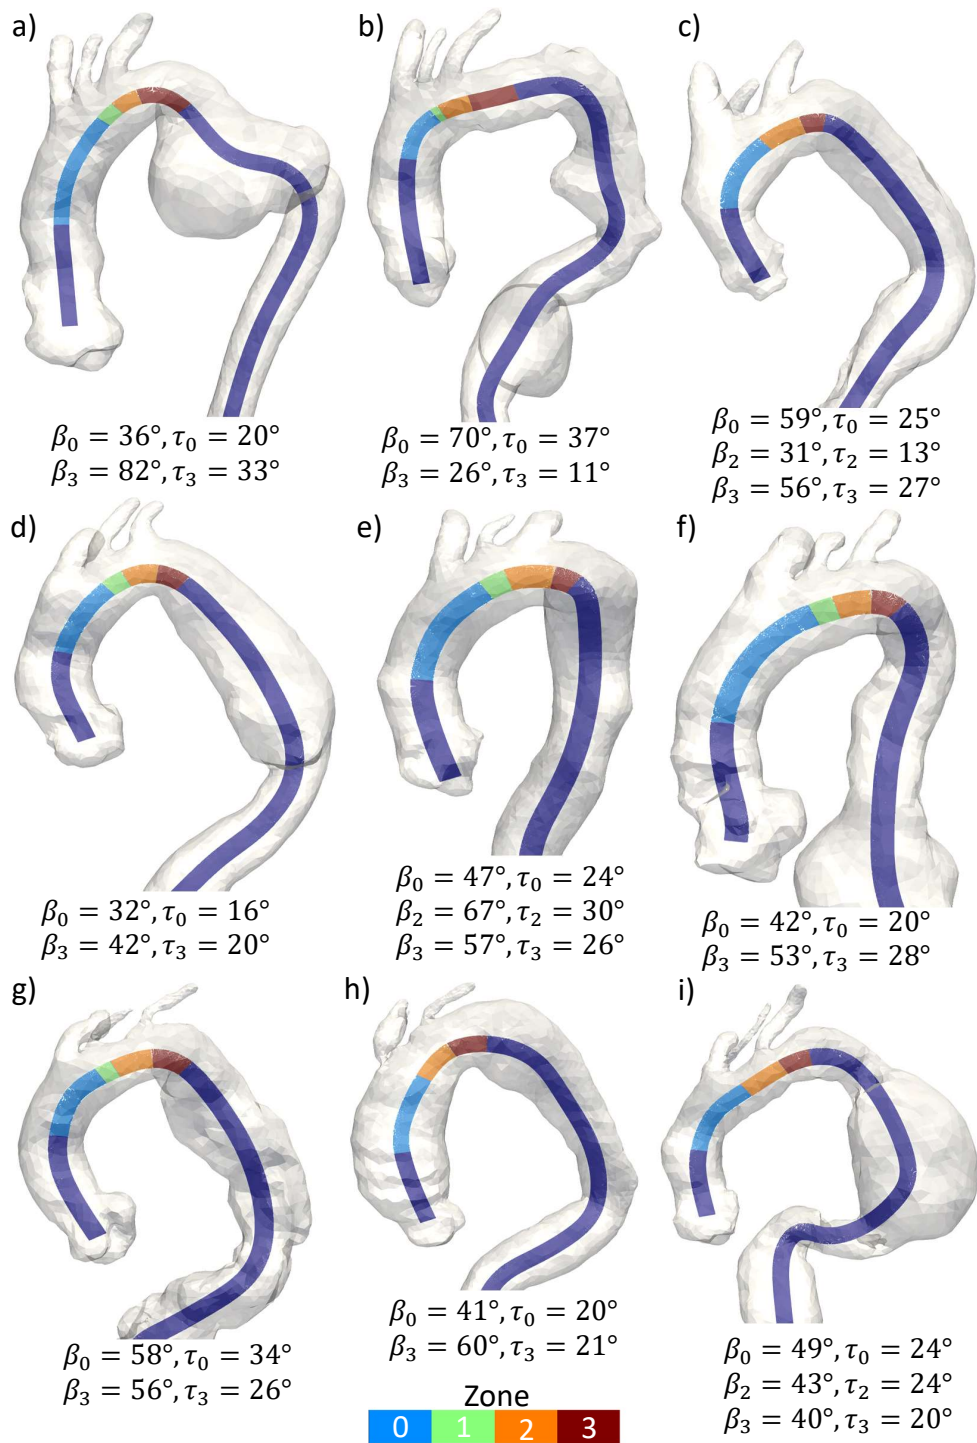 a)
b)
c)
β₀ = 36°, τ₀ = 20°
β₃ = 82°, τ₃ = 33°
β₀ = 70°, τ₀ = 37°
β₃ = 26°, τ₃ = 11°
β₀ = 59°, τ₀ = 25°
β₂ = 31°, τ₂ = 13°
β₃ = 56°, τ₃ = 27°
d)
e)
f)
β₀ = 32°, τ₀ = 16°
β₃ = 42°, τ₃ = 20°
β₀ = 47°, τ₀ = 24°
β₂ = 67°, τ₂ = 30°
β₃ = 57°, τ₃ = 26°
β₀ = 42°, τ₀ = 20°
β₃ = 53°, τ₃ = 28°
g)
h)
i)
β₀ = 58°, τ₀ = 34°
β₃ = 56°, τ₃ = 26°
β₀ = 41°, τ₀ = 20°
β₃ = 60°, τ₃ = 21°
β₀ = 49°, τ₀ = 24°
β₂ = 43°, τ₂ = 24°
β₃ = 40°, τ₃ = 20°
Zone
0 1 2 3